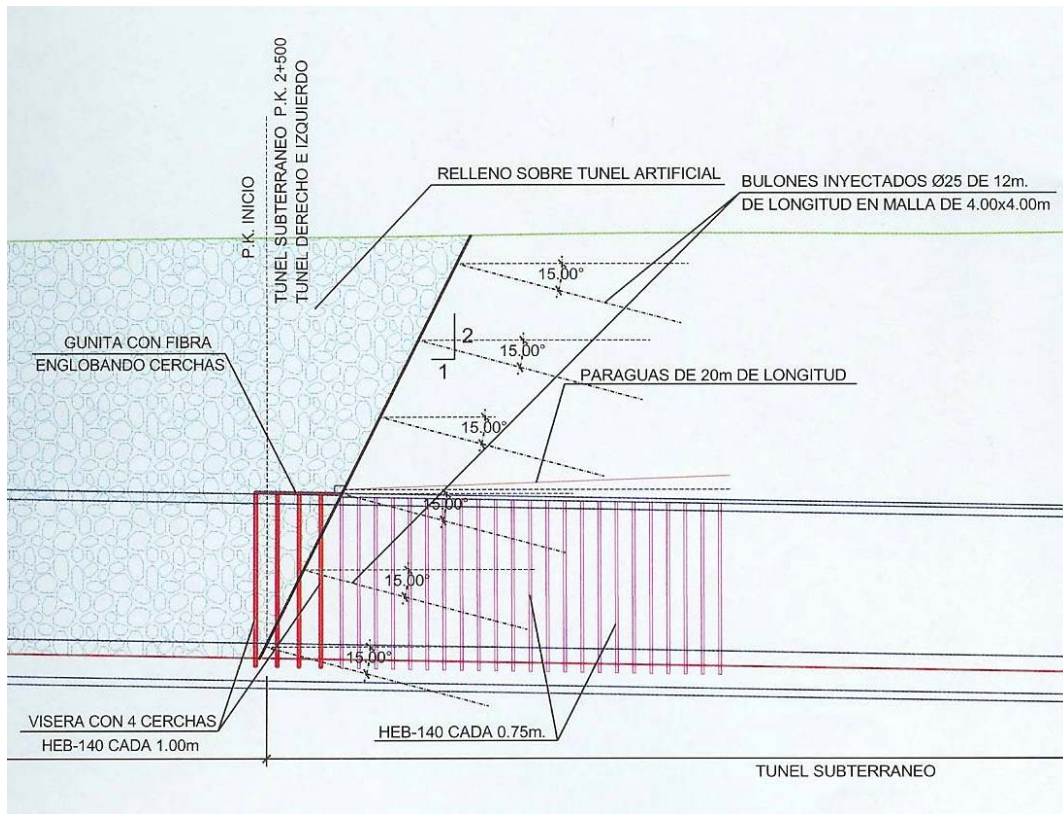 P.K. INICIO
TUNEL SUBTERRANEO P.K. 2+500
TUNEL DERECHO E IZQUIERDO
RELLENO SOBRE TUNEL ARTIFICIAL
BULONES INYECTADOS Ø25 DE 12m.
DE LONGITUD EN MALLA DE 4.00x4.00m
15.00°
2
1
15.00°
GUNITA CON FIBRA
ENGLOBANDO CERCHAS
PARAGUAS DE 20m DE LONGITUD
15.00°
15.00°
15.00°
15.00°
VISERA CON 4 CERCHAS
HEB-140 CADA 1.00m
HEB-140 CADA 0.75m.
TUNEL SUBTERRANEO